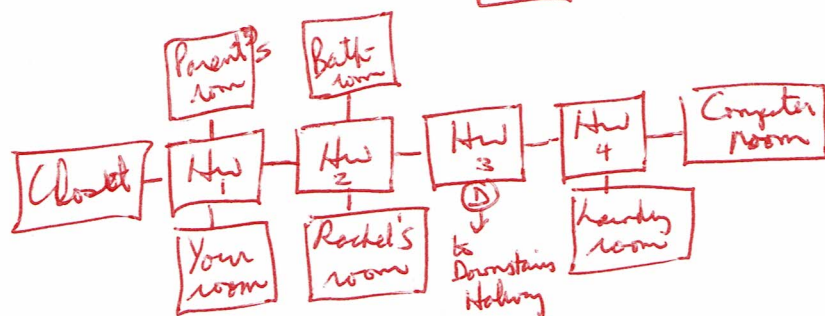 Parent's
room
Bath-
room
Closet
Hw
1
Hw
2
Hw
3
Hw
4
Computer
room
Your
room
Rachel's
room
D
to
Downstairs
Halway
Laundry
room